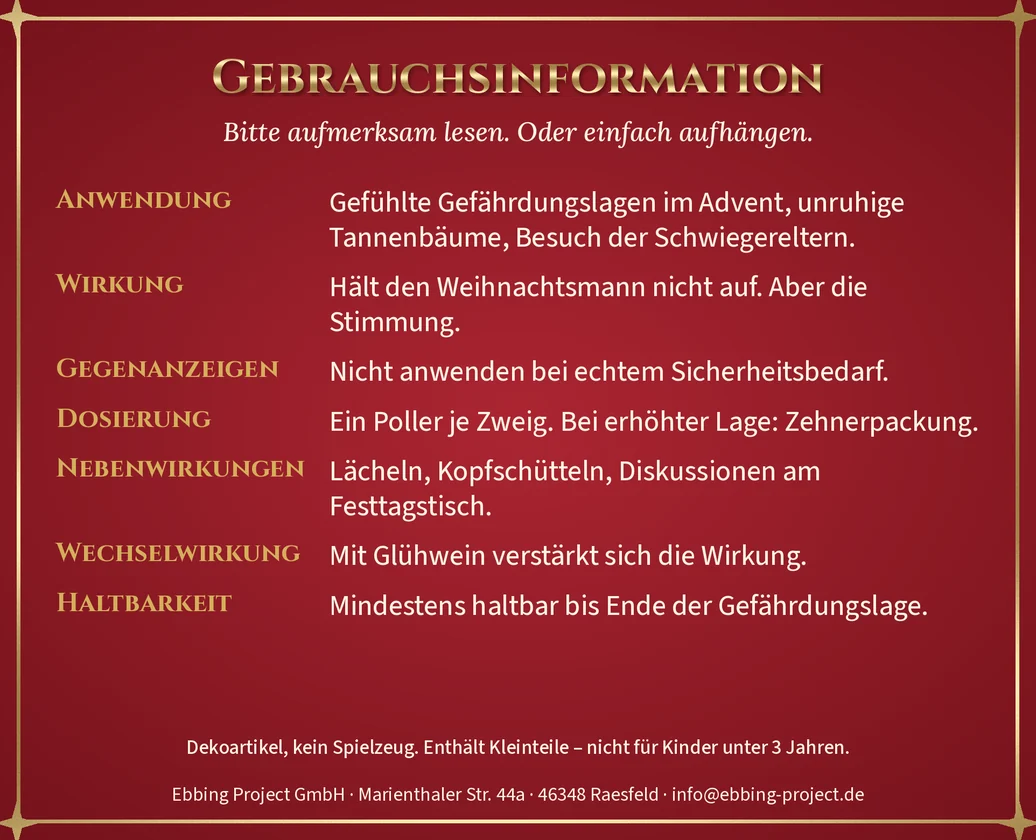 Gebrauchsinformation
Bitte aufmerksam lesen. Oder einfach aufhängen.
Anwendung Gefühlte Gefährdungslagen im Advent, unruhige
Tannenbäume, Besuch der Schwiegereltern.
Wirkung Hält den Weihnachtsmann nicht auf. Aber die
Stimmung.
Gegenanzeigen Nicht anwenden bei echtem Sicherheitsbedarf.
Dosierung Ein Poller je Zweig. Bei erhöhter Lage: Zehnerpackung.
Nebenwirkungen Lächeln, Kopfschütteln, Diskussionen am
Festtagstisch.
Wechselwirkung Mit Glühwein verstärkt sich die Wirkung.
Haltbarkeit Mindestens haltbar bis Ende der Gefährdungslage.
Dekoartikel, kein Spielzeug. Enthält Kleinteile – nicht für Kinder unter 3 Jahren.
Ebbing Project GmbH · Marienthaler Str. 44a · 46348 Raesfeld · info@ebbing-project.de